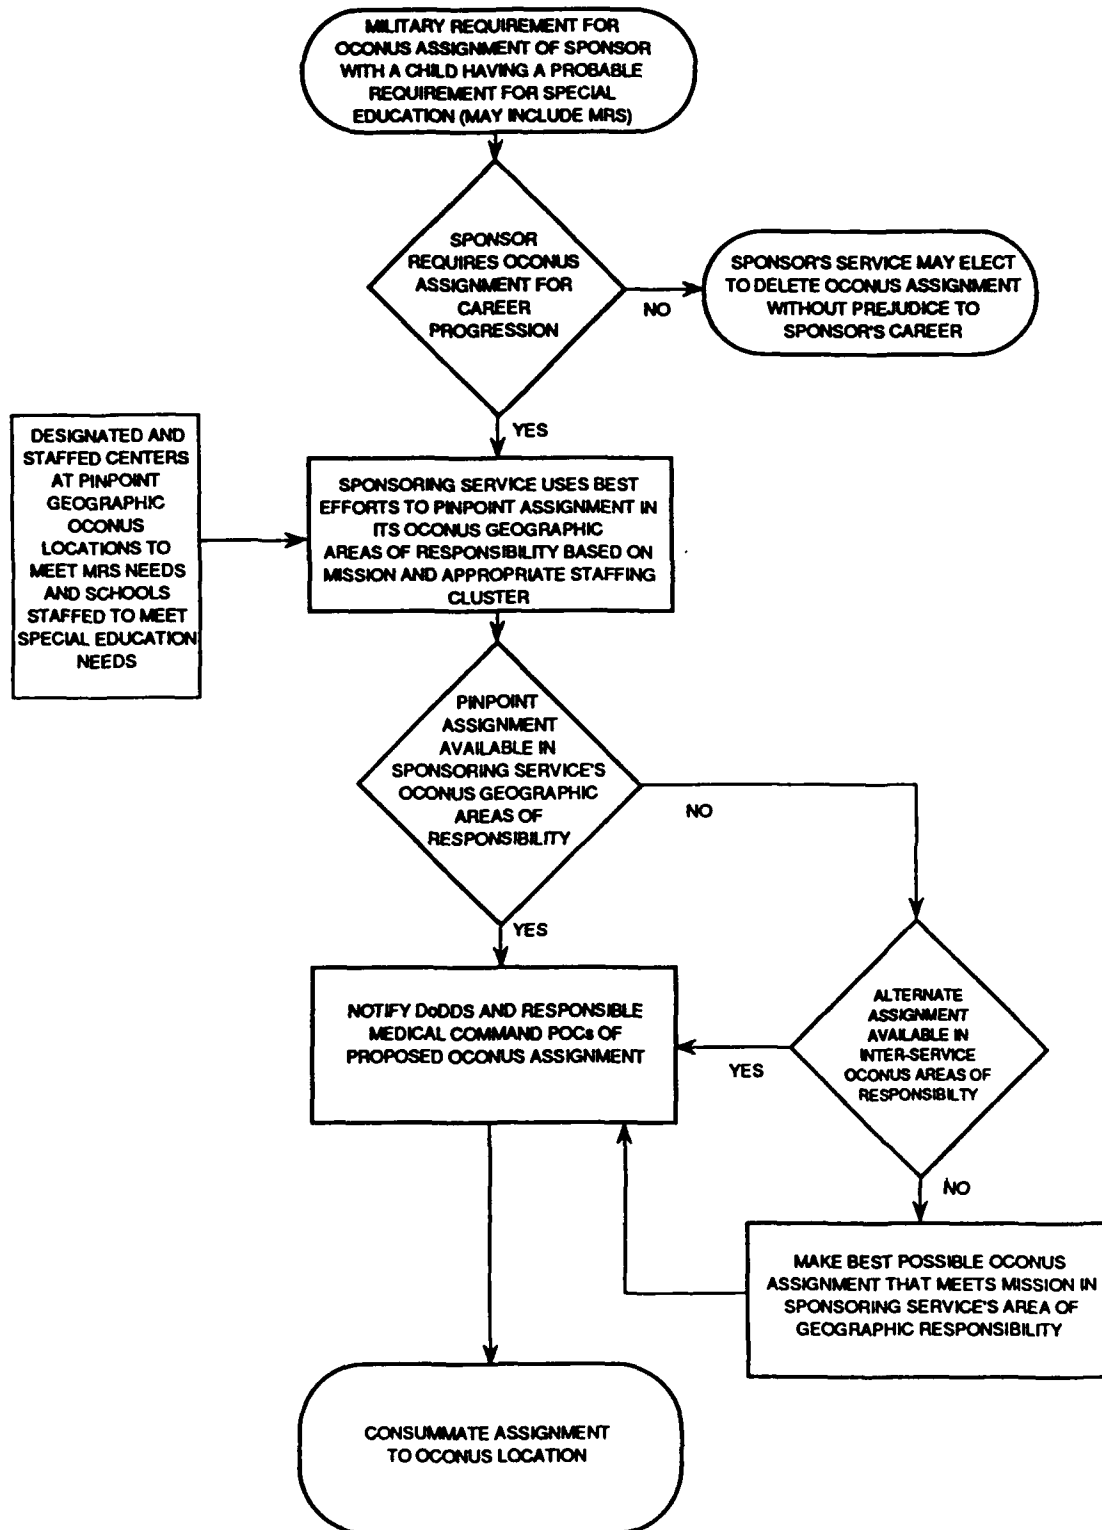 MILITARY REQUIREMENT FOR
OCONUS ASSIGNMENT OF SPONSOR
WITH A CHILD HAVING A PROBABLE
REQUIREMENT FOR SPECIAL
EDUCATION (MAY INCLUDE MRS)
SPONSOR
REQUIRES OCONUS
ASSIGNMENT FOR
CAREER
PROGRESSION
NO
SPONSOR'S SERVICE MAY ELECT
TO DELETE OCONUS ASSIGNMENT
WITHOUT PREJUDICE TO
SPONSOR'S CAREER
YES
DESIGNATED AND
STAFFED CENTERS
AT PINPOINT
GEOGRAPHIC
OCONUS
LOCATIONS TO
MEET MRS NEEDS
AND SCHOOLS
STAFFED TO MEET
SPECIAL EDUCATION
NEEDS
SPONSORING SERVICE USES BEST
EFFORTS TO PINPOINT ASSIGNMENT IN
ITS OCONUS GEOGRAPHIC
AREAS OF RESPONSIBILITY BASED ON
MISSION AND APPROPRIATE STAFFING
CLUSTER
PINPOINT
ASSIGNMENT
AVAILABLE IN
SPONSORING SERVICE'S
OCONUS GEOGRAPHIC
AREAS OF
RESPONSIBILITY
NO
YES
NOTIFY DoDDS AND RESPONSIBLE
MEDICAL COMMAND POCs OF
PROPOSED OCONUS ASSIGNMENT
YES
ALTERNATE
ASSIGNMENT
AVAILABLE IN
INTER-SERVICE
OCONUS AREAS OF
RESPONSIBILTY
NO
MAKE BEST POSSIBLE OCONUS
ASSIGNMENT THAT MEETS MISSION IN
SPONSORING SERVICE'S AREA OF
GEOGRAPHIC RESPONSIBILITY
CONSUMMATE ASSIGNMENT
TO OCONUS LOCATION